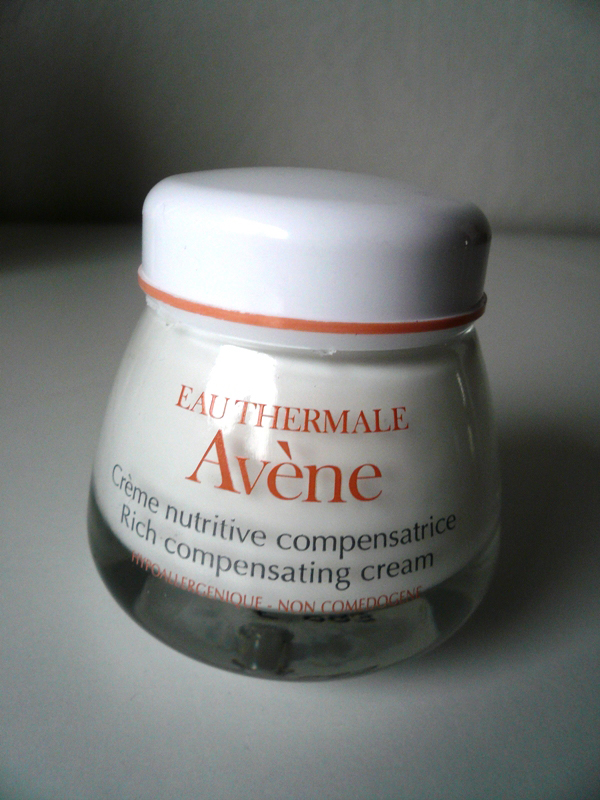 EAU THERMALE
Avène
Crème nutritive compensatrice
Rich compensating cream
HYPOALLERGENIQUE - NON COMEDOGENE